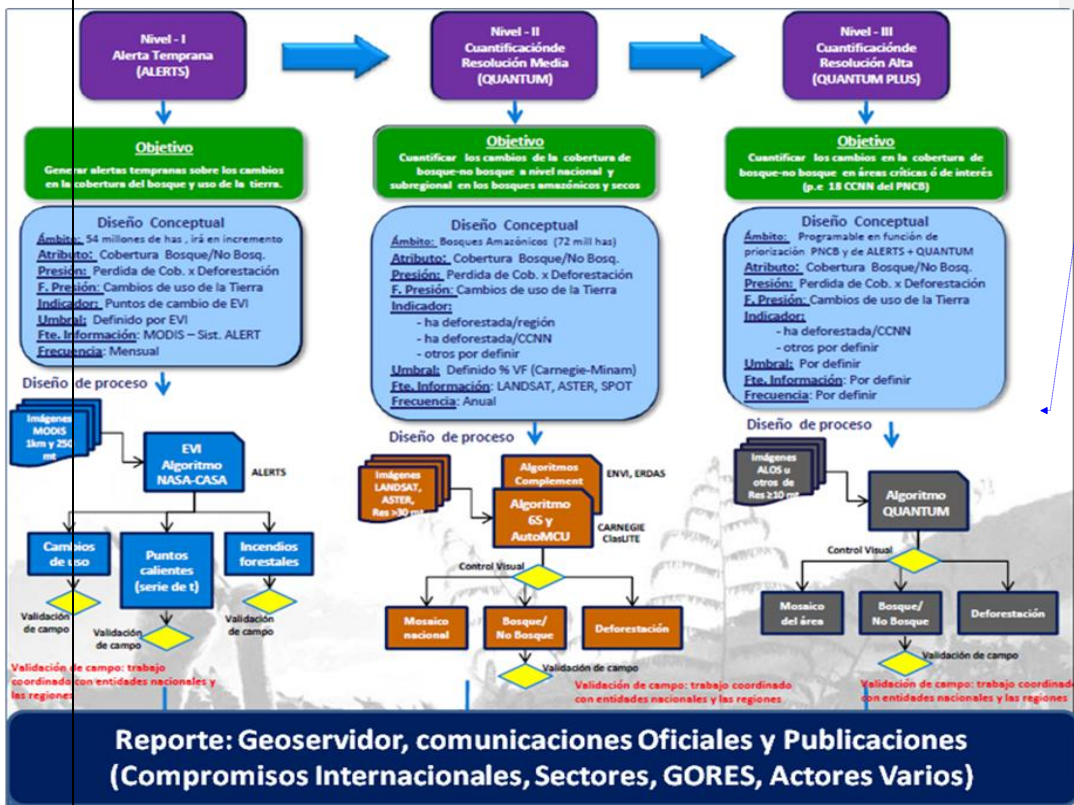 Nivel - I
Alerta Temprana
(ALERTS)
Nivel - II
Cuantificaciónde
Resolución Media
(QUANTUM)
Nivel - III
Cuantificaciónde
Resolución Alta
(QUANTUM PLUS)
Objetivo
Generar alertas tempranas sobre los cambios
en la cobertura del bosque y uso de la tierra.
Objetivo
Cuantificar los cambios de la cobertura de
bosque-no bosque a nivel nacional y
subregional en los bosques amazónicos y secos
Objetivo
Cuantificar los cambios en la cobertura de
bosque-no bosque en áreas críticas ó de interés
(p.e 18 CCNN del PNCB)
Diseño Conceptual
Ámbito: 54 millones de has , irá en incremento
Atributo: Cobertura Bosque/No Bosq.
Presión: Perdida de Cob. x Deforestación
F. Presión: Cambios de uso de la Tierra
Indicador: Puntos de cambio de EVI
Umbral: Definido por EVI
Fte. Información: MODIS – Sist. ALERT
Frecuencia: Mensual
Diseño Conceptual
Ámbito: Bosques Amazónicos (72 mill has)
Atributo: Cobertura Bosque/No Bosq.
Presión: Perdida de Cob. x Deforestación
F. Presión: Cambios de uso de la Tierra
Indicador:
- ha deforestada/región
- ha deforestada/CCNN
- otros por definir
Umbral: Definido % VF (Carnegie-Minam)
Fte. Información: LANDSAT, ASTER, SPOT
Frecuencia: Anual
Diseño Conceptual
Ámbito: Programable en función de
priorización PNCB y de ALERTS + QUANTUM
Atributo: Cobertura Bosque/No Bosq.
Presión: Perdida de Cob. x Deforestación
F. Presión: Cambios de uso de la Tierra
Indicador:
- ha deforestada/CCNN
- otros por definir
Umbral: Por definir
Fte. Información: Por definir
Frecuencia: Por definir
Diseño de proceso
Imágenes
MODIS
1km y 250
mt
EVI
Algoritmo
NASA-CASA
ALERTS
Cambios
de uso
Puntos
calientes
(serie de t)
Incendios
forestales
Validación
de campo
Validación
de campo
Validación
de campo
Validación de campo: trabajo
coordinado con entidades nacionales y
las regiones
Diseño de proceso
Imágenes
LANDSAT,
ASTER,
Res >30 mt
Algoritmos
Complement
Algoritmo
6S y
AutoMCU
ENVI, ERDAS
CARNEGIE
ClasLITE
Control Visual
Mosaico
nacional
Bosque/
No Bosque
Deforestación
Validación de campo
Validación de campo: trabajo coordinado
con entidades nacionales y las regiones
Diseño de proceso
Imágenes
ALOS u
otros de
Res ≥10 mt
Algoritmo
QUANTUM
Control Visual
Mosaico
del área
Bosque/
No Bosque
Deforestación
Validación de campo
Validación de campo: trabajo coordinado
con entidades nacionales y las regiones
Reporte: Geoservidor, comunicaciones Oficiales y Publicaciones
(Compromisos Internacionales, Sectores, GORES, Actores Varios)